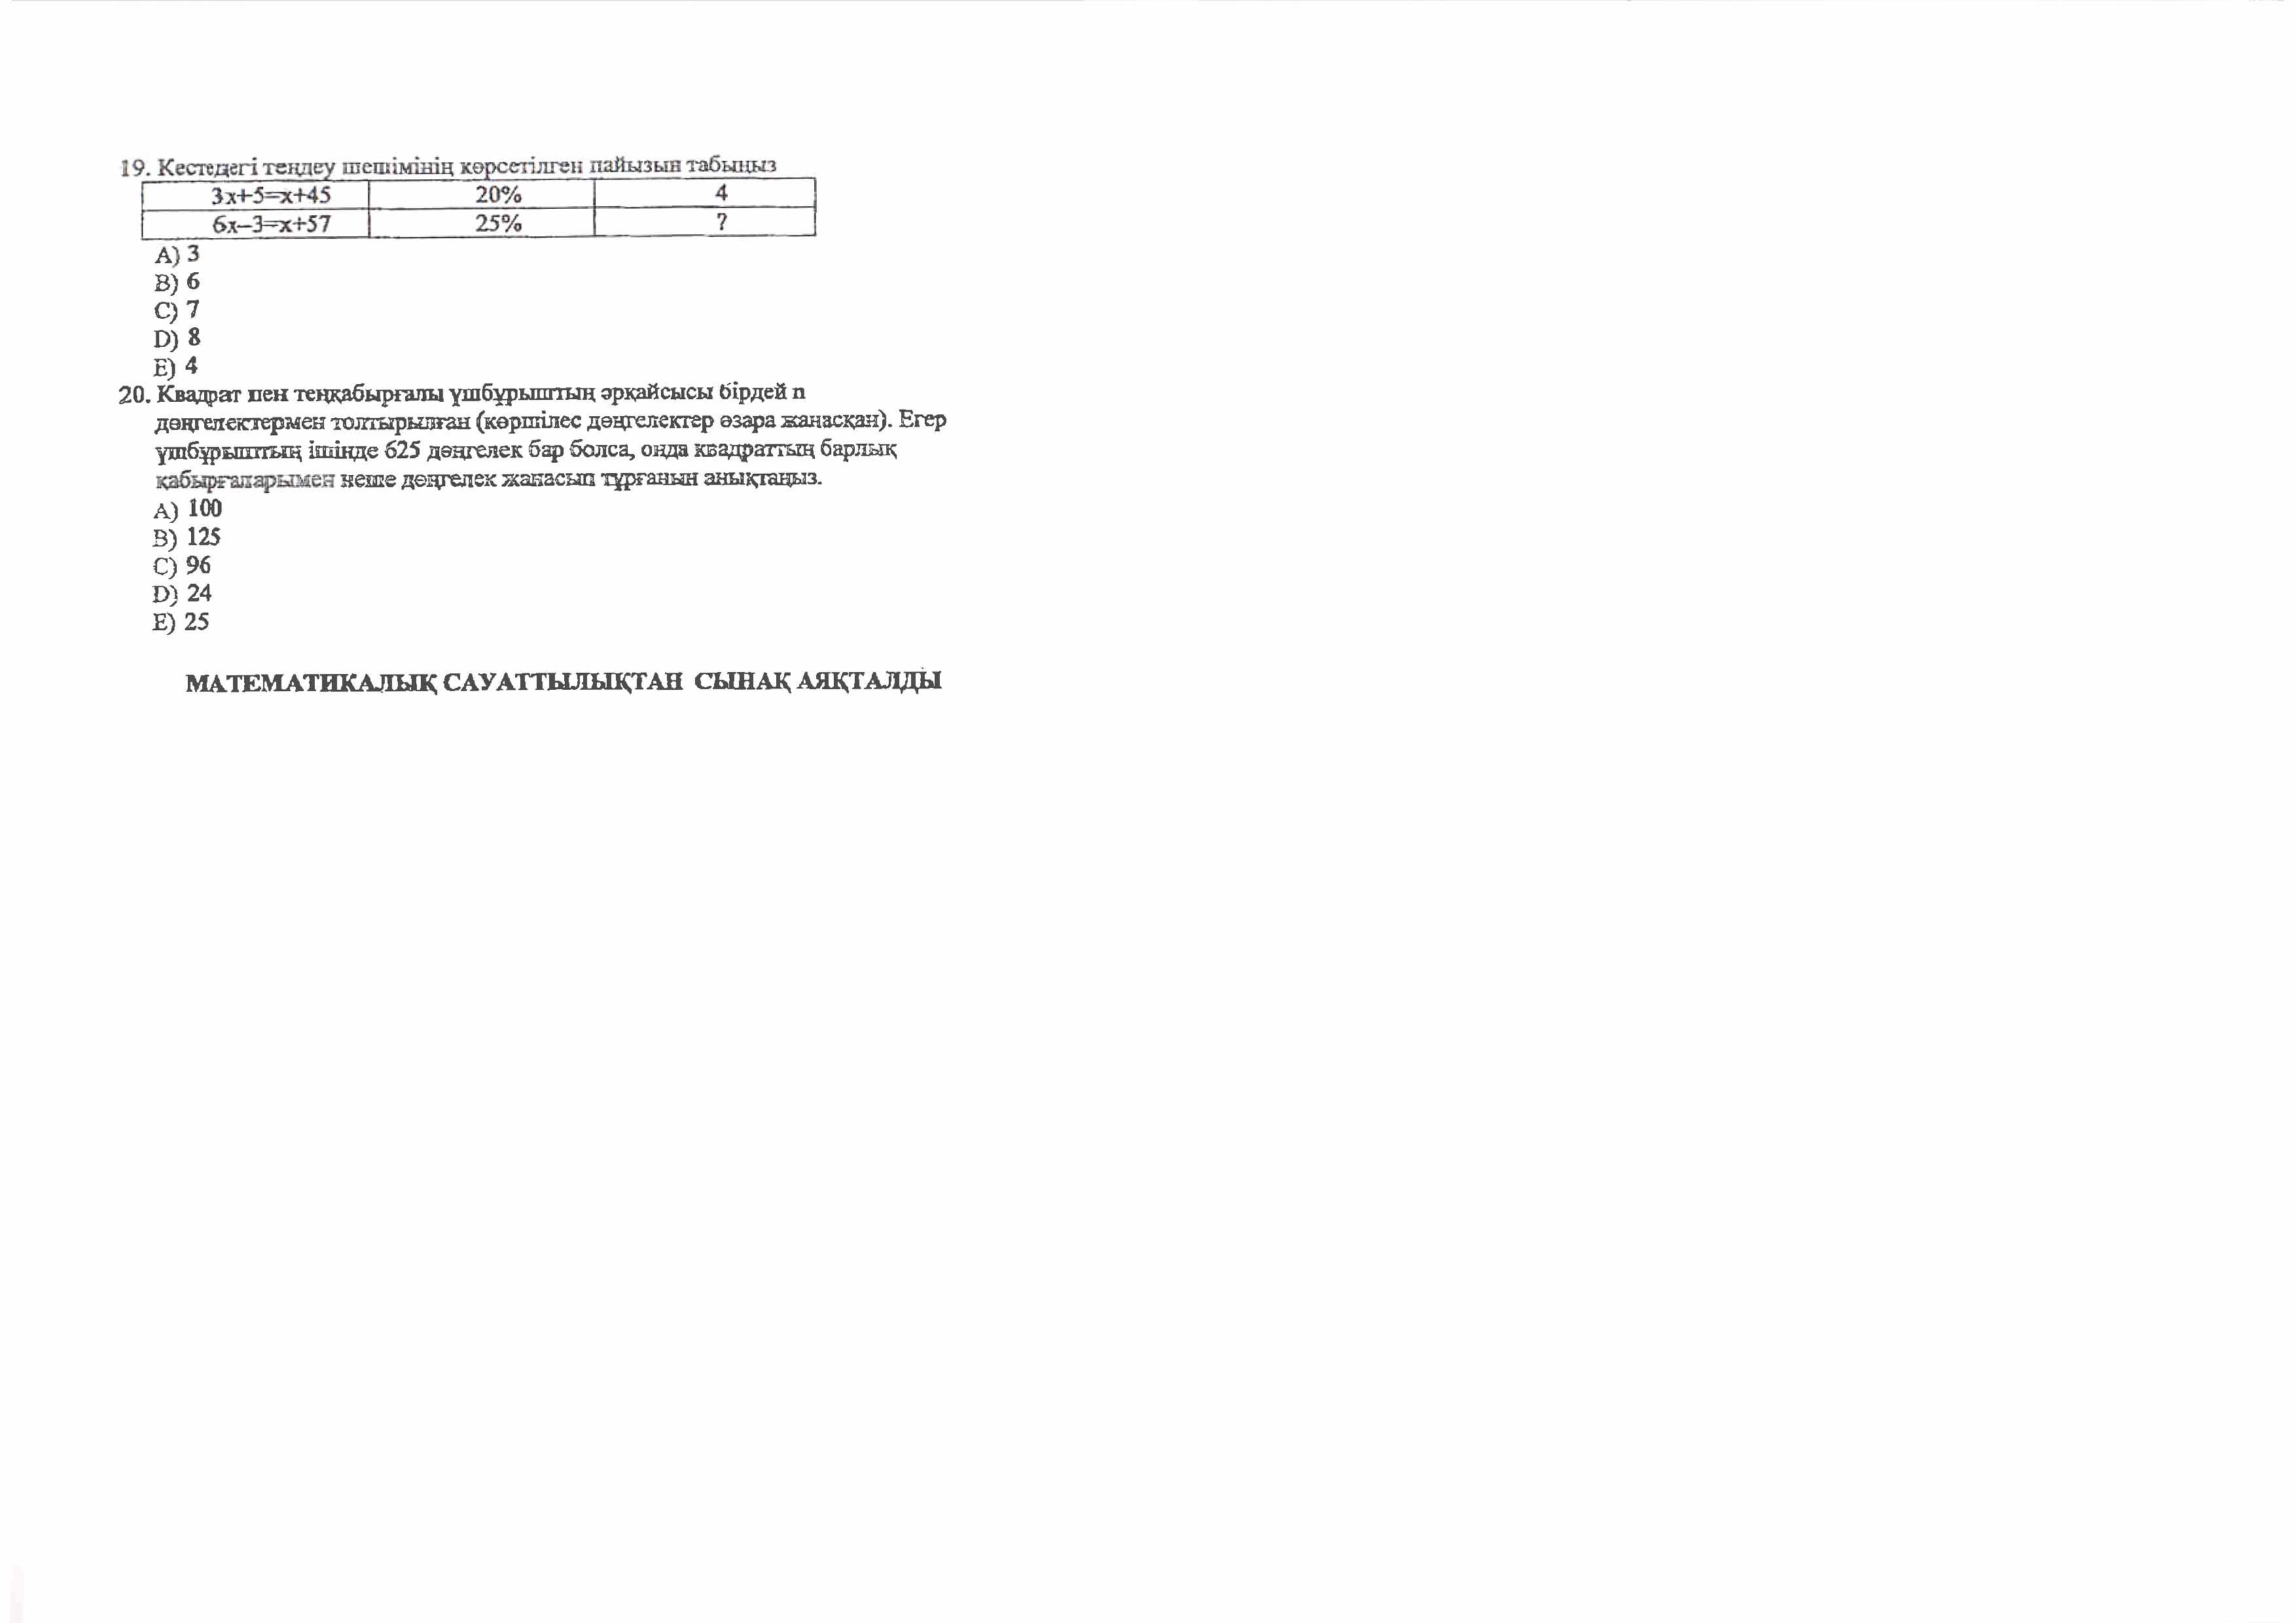 19. Кестедегі теңдеу шешімінің көрсетілген пайызын табыңыз
3x+5=x+45 20% 4
6x–3=x+57 25% ?
A) 3
B) 6
C) 7
D) 8
E) 4
20. Квадрат пен теңқабырғалы үшбұрыштың әрқайсысы бірдей n
дөңгелектермен толтырылған (көршілес дөңгелектер өзара жанасқан). Егер
үшбұрыштың ішінде 625 дөңгелек бар болса, онда квадраттың барлық
қабырғаларымен неше дөңгелек жанасып тұрғанын анықтаңыз.
A) 100
B) 125
C) 96
D) 24
E) 25
МАТЕМАТИКАЛЫҚ САУАТТЫЛЫҚТАН СЫНАҚ АЯҚТАЛДЫ